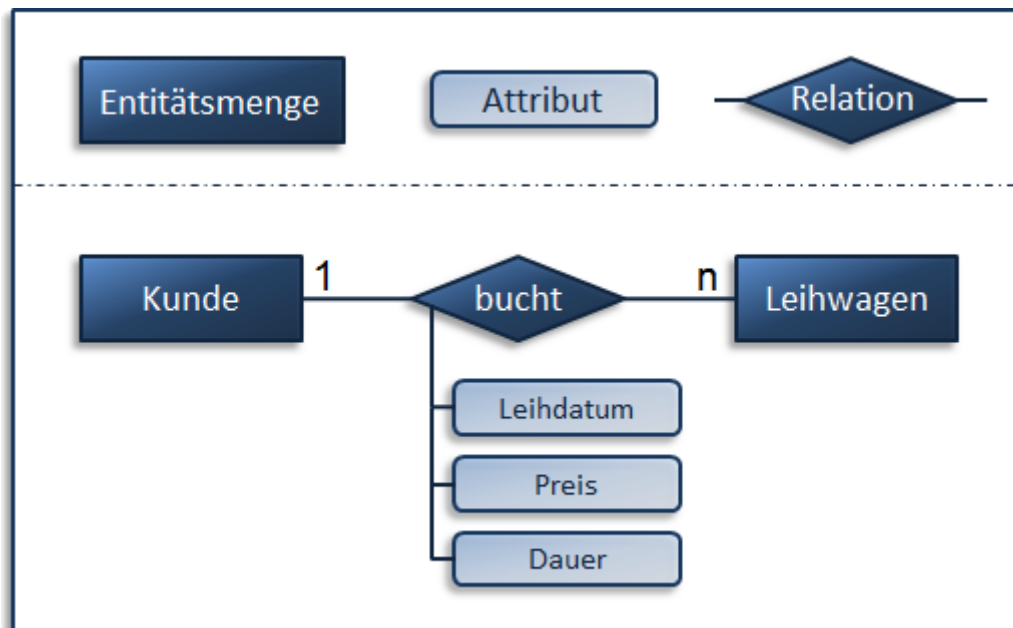 Entitätsmenge
Attribut
Relation
Kunde
1
bucht
n
Leihwagen
Leihdatum
Preis
Dauer